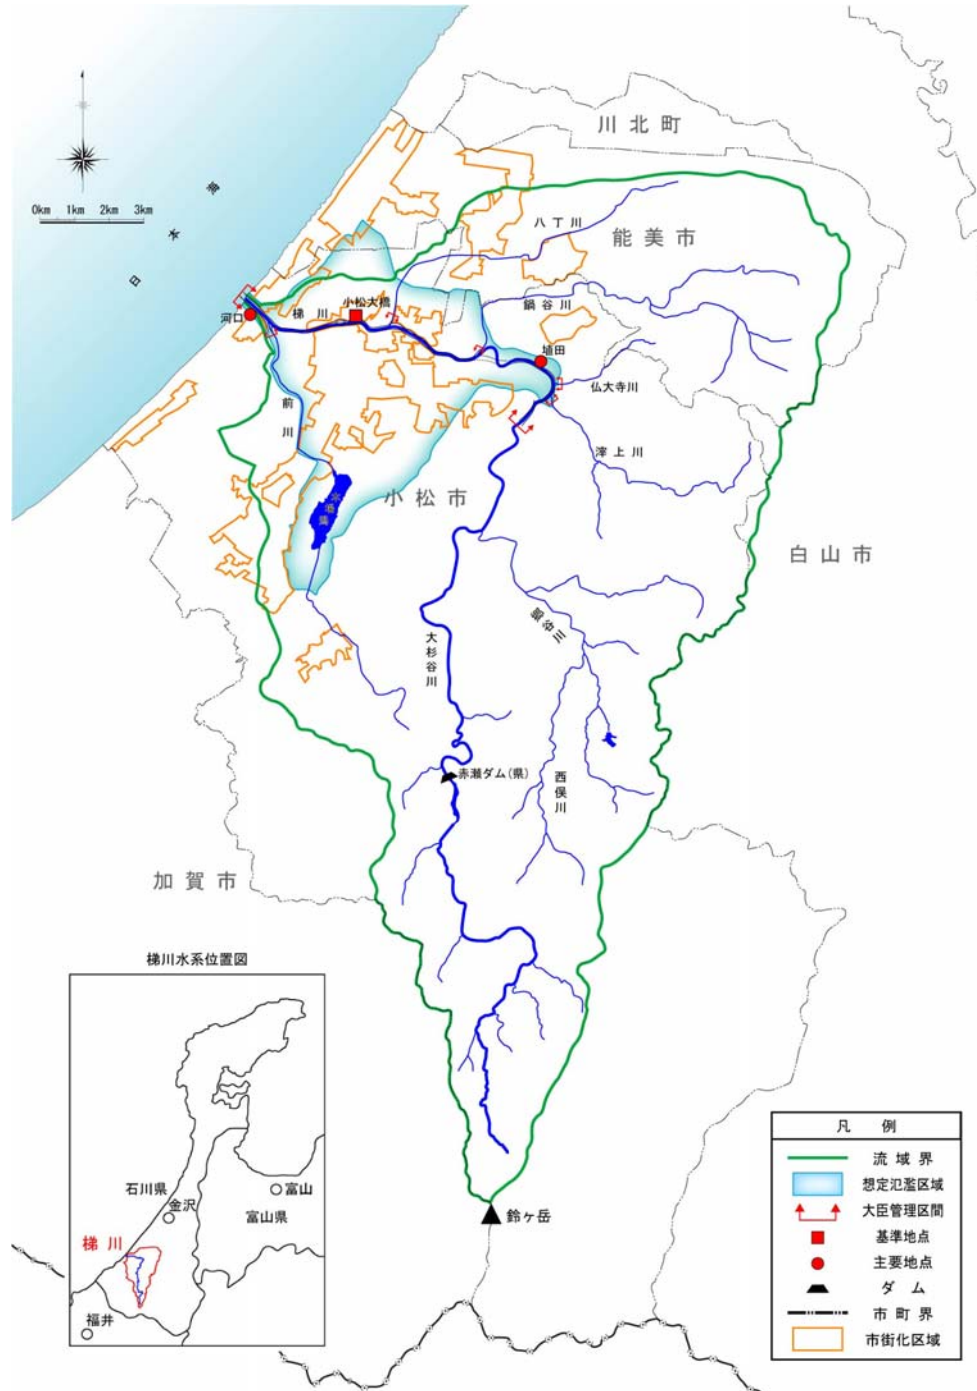 川北町
0km 1km 2km 3km
日本海
八丁川
能美市
鍋谷川
小松大橋
梯川
河口
埴田
仏大寺川
前川
滓上川
木場潟
小松市
白山市
郷谷川
大杉谷川
赤瀬ダム(県)
西俣川
加賀市
梯川水系位置図
石川県
金沢
富山
富山県
梯川
福井
鈴ヶ岳
凡例
流域界
想定氾濫区域
大臣管理区間
基準地点
主要地点
ダム
市町界
市街化区域